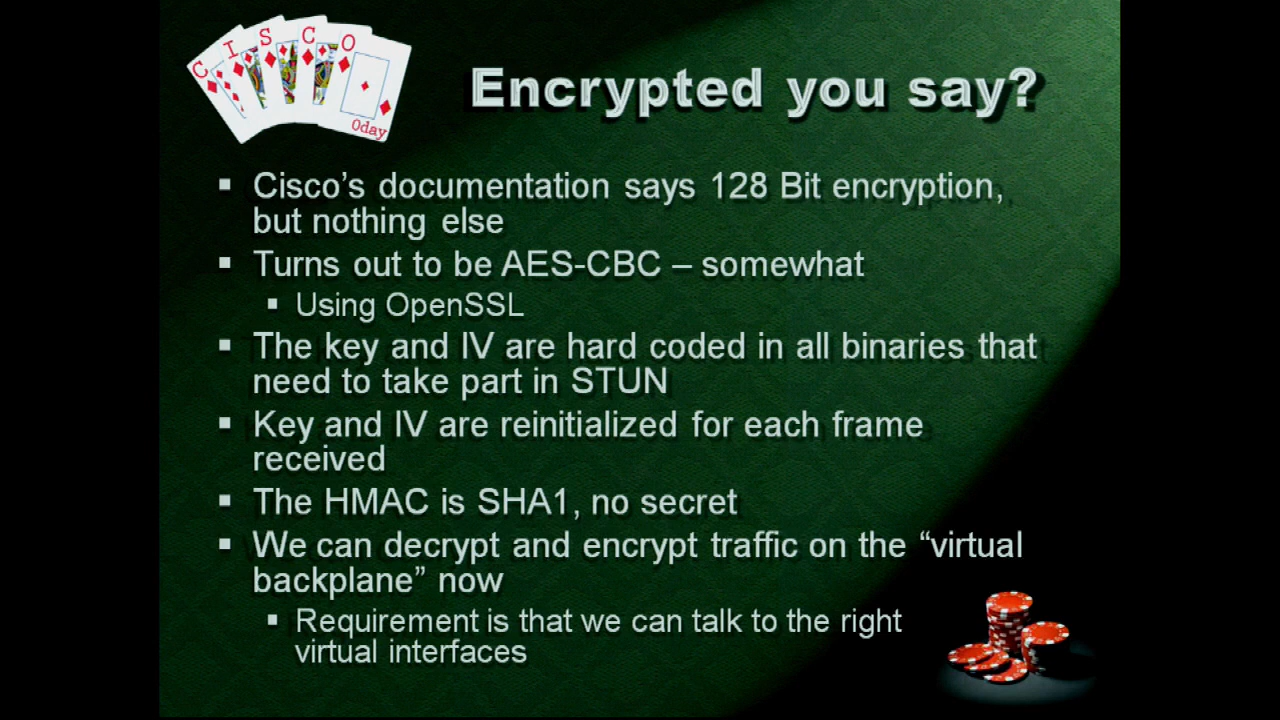 C I S C O
0day
Encrypted you say?
▪ Cisco's documentation says 128 Bit encryption,
but nothing else
▪ Turns out to be AES-CBC – somewhat
▪ Using OpenSSL
▪ The key and IV are hard coded in all binaries that
need to take part in STUN
▪ Key and IV are reinitialized for each frame
received
▪ The HMAC is SHA1, no secret
▪ We can decrypt and encrypt traffic on the “virtual
backplane” now
▪ Requirement is that we can talk to the right
virtual interfaces